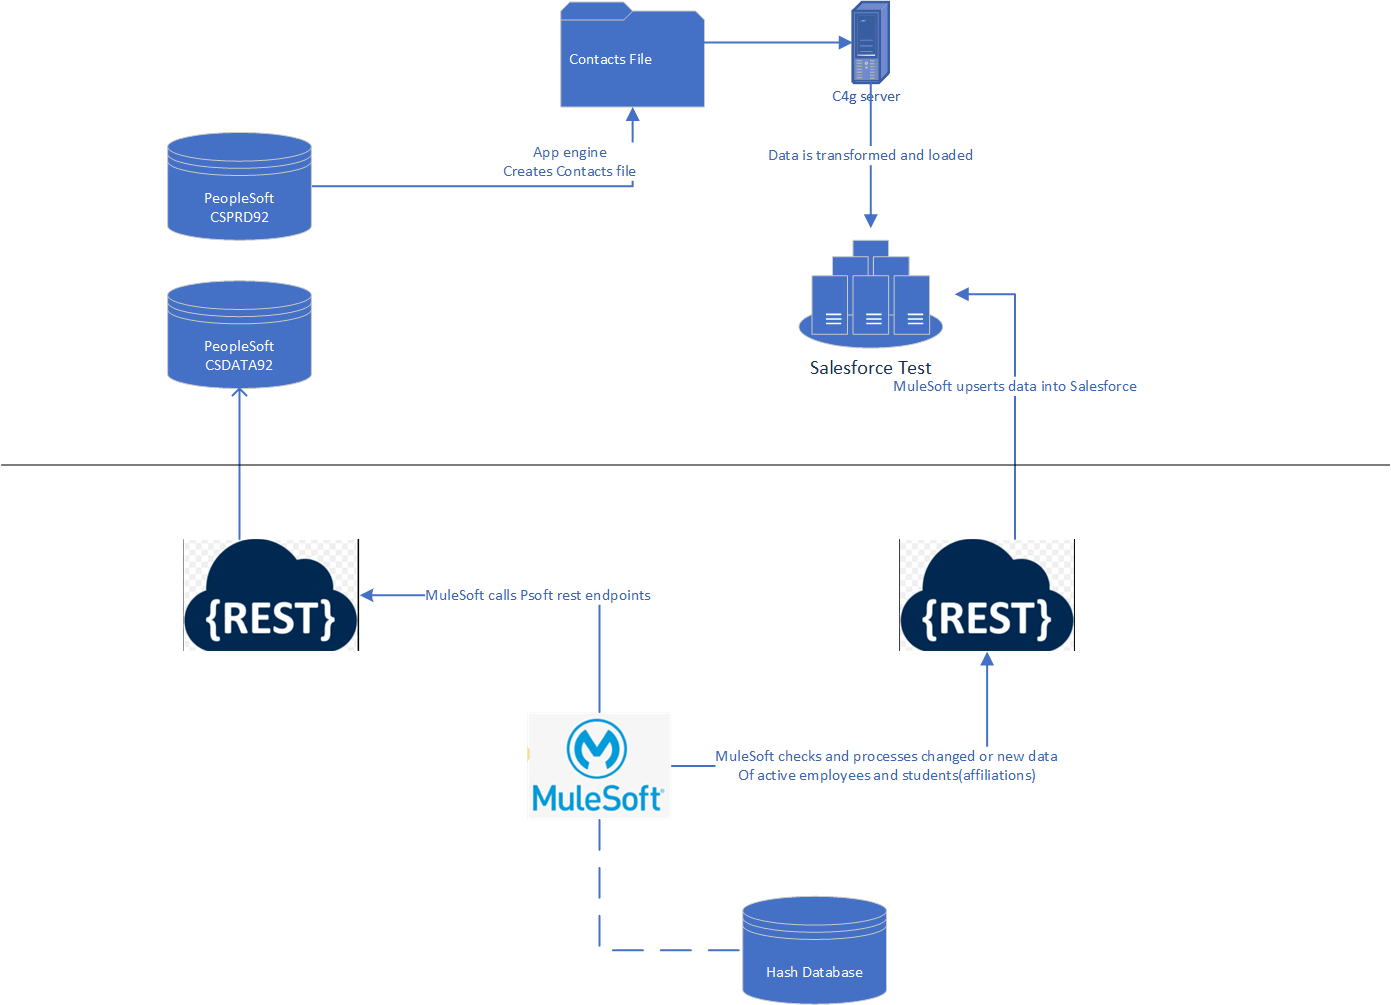 Contacts File
C4g server
App engine
Creates Contacts file
Data is transformed and loaded
PeopleSoft
CSPRD92
PeopleSoft
CSDATA92
Salesforce Test
MuleSoft upserts data into Salesforce
{REST}
{REST}
MuleSoft calls Psoft rest endpoints
MuleSoft
MuleSoft checks and processes changed or new data
Of active employees and students(affiliations)
Hash Database